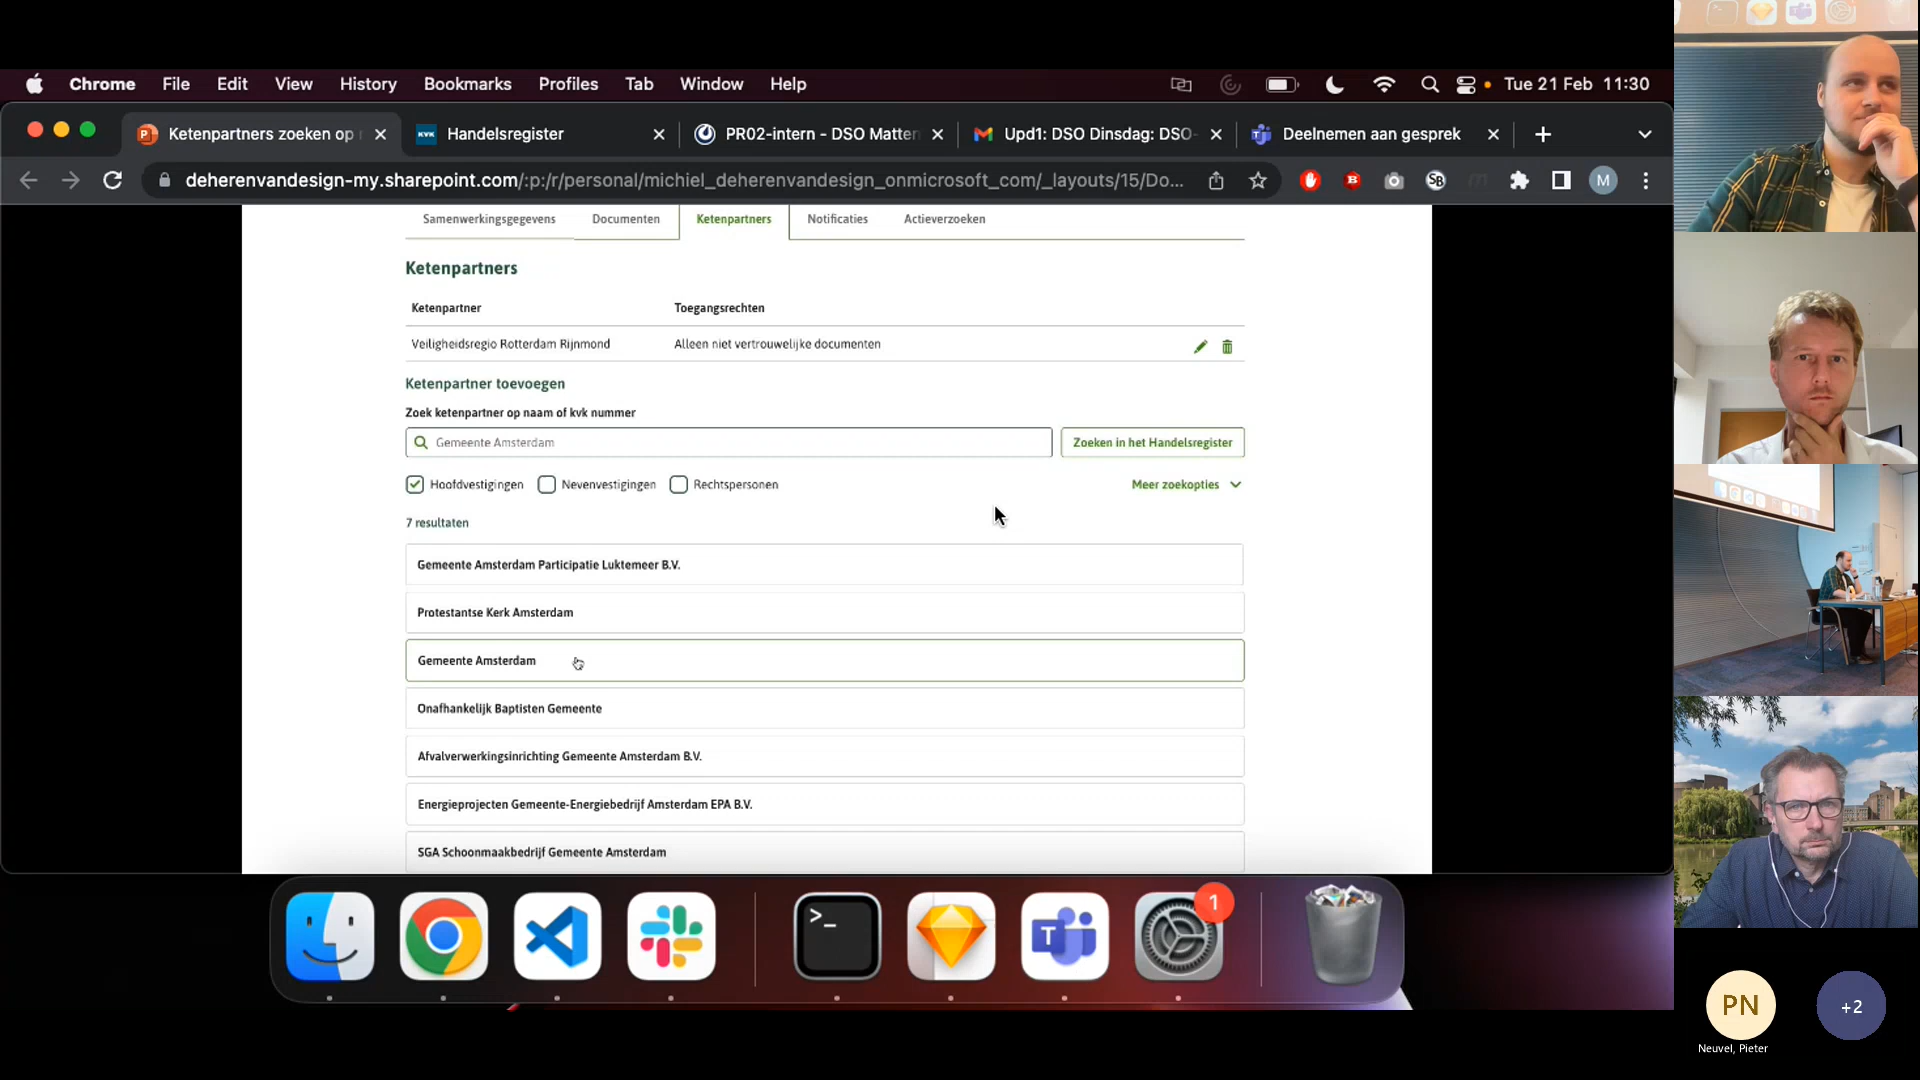 Chrome File Edit View History Bookmarks Profiles Tab Window Help Tue 21 Feb 11:30
Ketenpartners zoeken op Handelsregister PR02-intern - DSO Matter Upd1: DSO Dinsdag: DSO- Deelnemen aan gesprek
deherenvandesign-my.sharepoint.com/:p:/r/personal/michiel_deherenvandesign_onmicrosoft_com/_layouts/15/Do...
M
Samenwerkingsgegevens Documenten Ketenpartners Notificaties Actieverzoeken
Ketenpartners
Ketenpartner Toegangsrechten
Veiligheidsregio Rotterdam Rijnmond Alleen niet vertrouwelijke documenten
Ketenpartner toevoegen
Zoek ketenpartner op naam of kvk nummer
Gemeente Amsterdam Zoeken in het Handelsregister
Hoofdvestigingen Nevenvestigingen Rechtspersonen Meer zoekopties
7 resultaten
Gemeente Amsterdam Participatie Luktemeer B.V.
Protestantse Kerk Amsterdam
Gemeente Amsterdam
Onafhankelijk Baptisten Gemeente
Afvalverwerkingsinrichting Gemeente Amsterdam B.V.
Energieprojecten Gemeente-Energiebedrijf Amsterdam EPA B.V.
SGA Schoonmaakbedrijf Gemeente Amsterdam
1
PN +2
Neuvel, Pieter